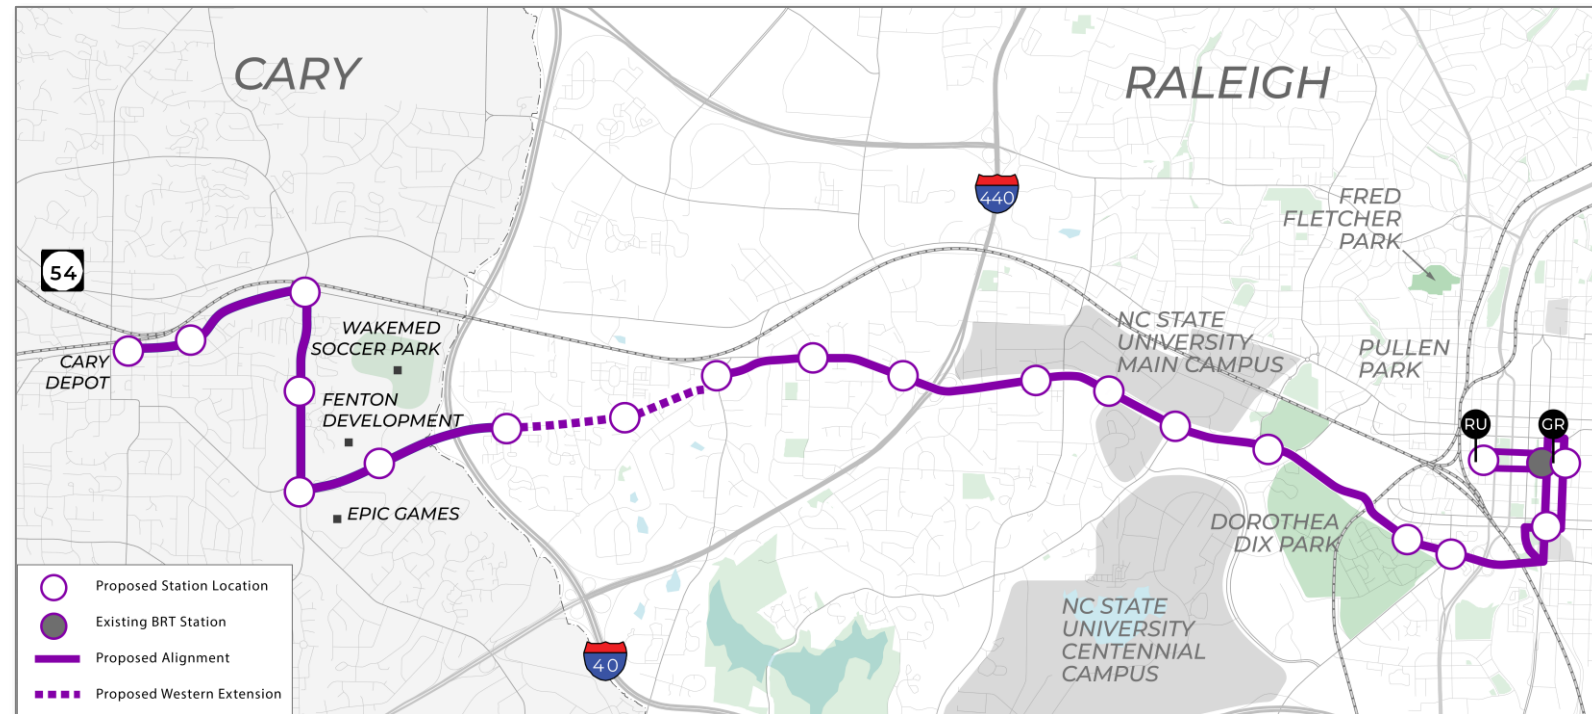 CARY
RALEIGH
440
FRED
FLETCHER
PARK
54
WAKEMED
SOCCER PARK
NC STATE
UNIVERSITY
MAIN CAMPUS
PULLEN
PARK
CARY
DEPOT
FENTON
DEVELOPMENT
RU
GR
EPIC GAMES
DOROTHEA
DIX PARK
NC STATE
UNIVERSITY
CENTENNIAL
CAMPUS
40
Proposed Station Location
Existing BRT Station
Proposed Alignment
Proposed Western Extension